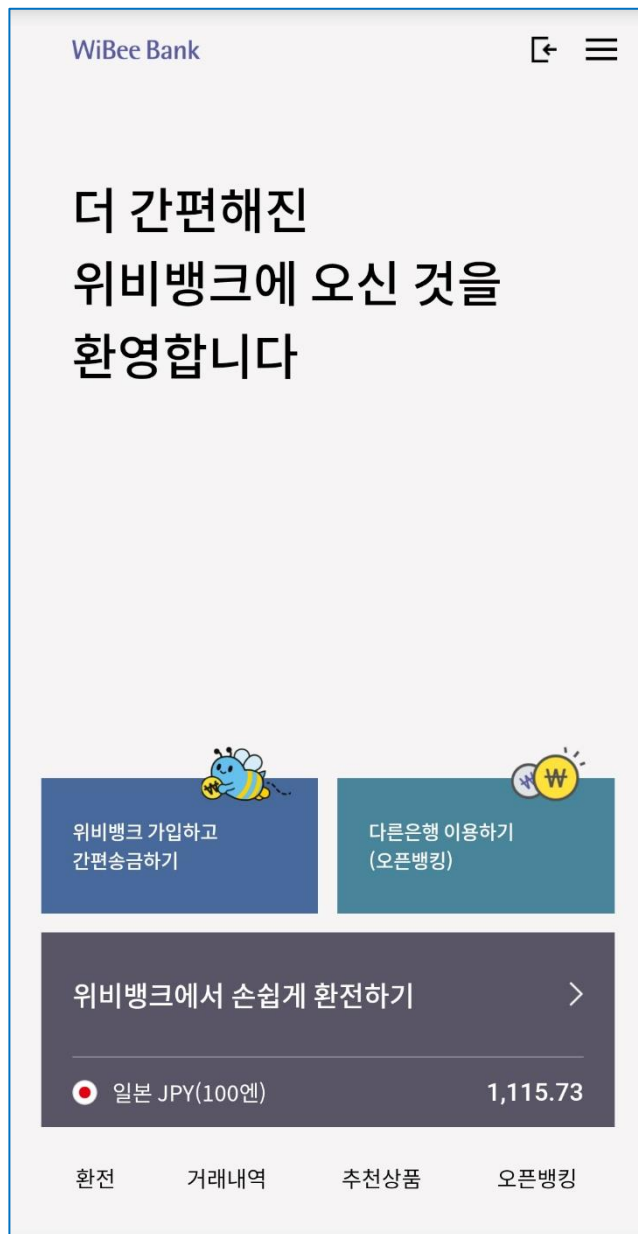 WiBee Bank
더 간편해진
위비뱅크에 오신 것을
환영합니다
위비뱅크 가입하고
간편송금하기
다른은행 이용하기
(오픈뱅킹)
위비뱅크에서 손쉽게 환전하기
일본 JPY(100엔) 1,115.73
환전 거래내역 추천상품 오픈뱅킹